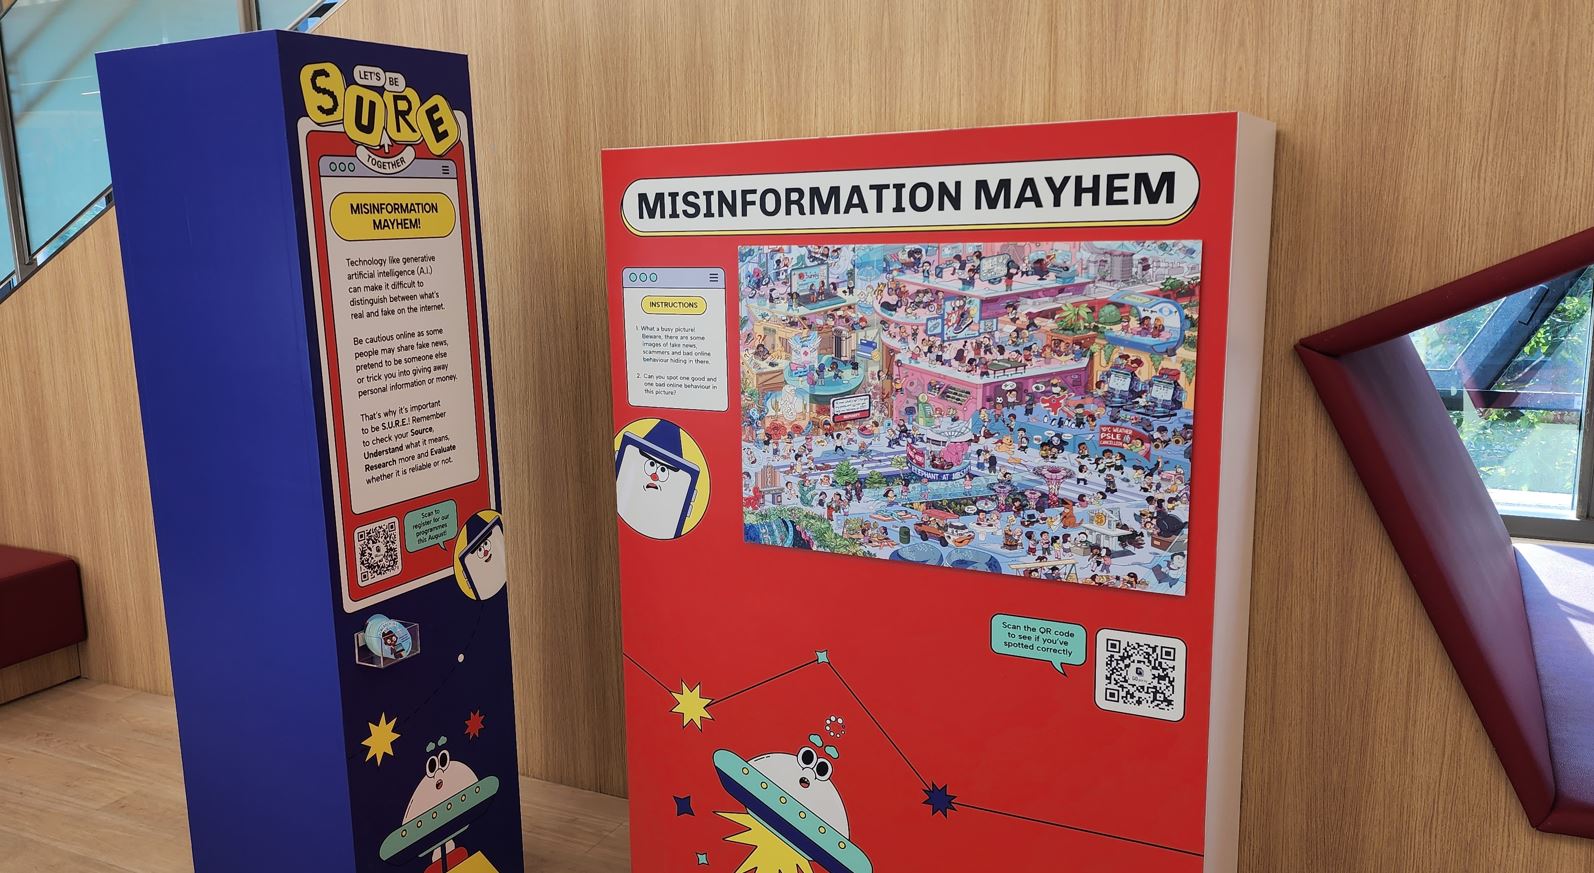 LET'S BE
SURE
TOGETHER
MISINFORMATION
MAYHEM!
Technology like generative
artificial intelligence (A.I.)
can make it difficult to
distinguish between what's
real and fake on the internet.
Be cautious online as some
people may share fake news,
pretend to be someone else
or trick you into giving away
personal information or money.
That's why it's important
to be S.U.R.E.! Remember
to check your Source,
Understand what it means,
Research more and Evaluate
whether it is reliable or not.
Scan to
register for our
programmes
this August!
MISINFORMATION MAYHEM
INSTRUCTIONS
1. What a busy picture!
Beware, there are some
images of fake news,
scammers and bad online
behaviour hiding in there.
2. Can you spot one good and
one bad online behaviour in
this picture?
PSLE
CANCELLED
ELEPHANT AT
Scan the QR code
to see if you've
spotted correctly